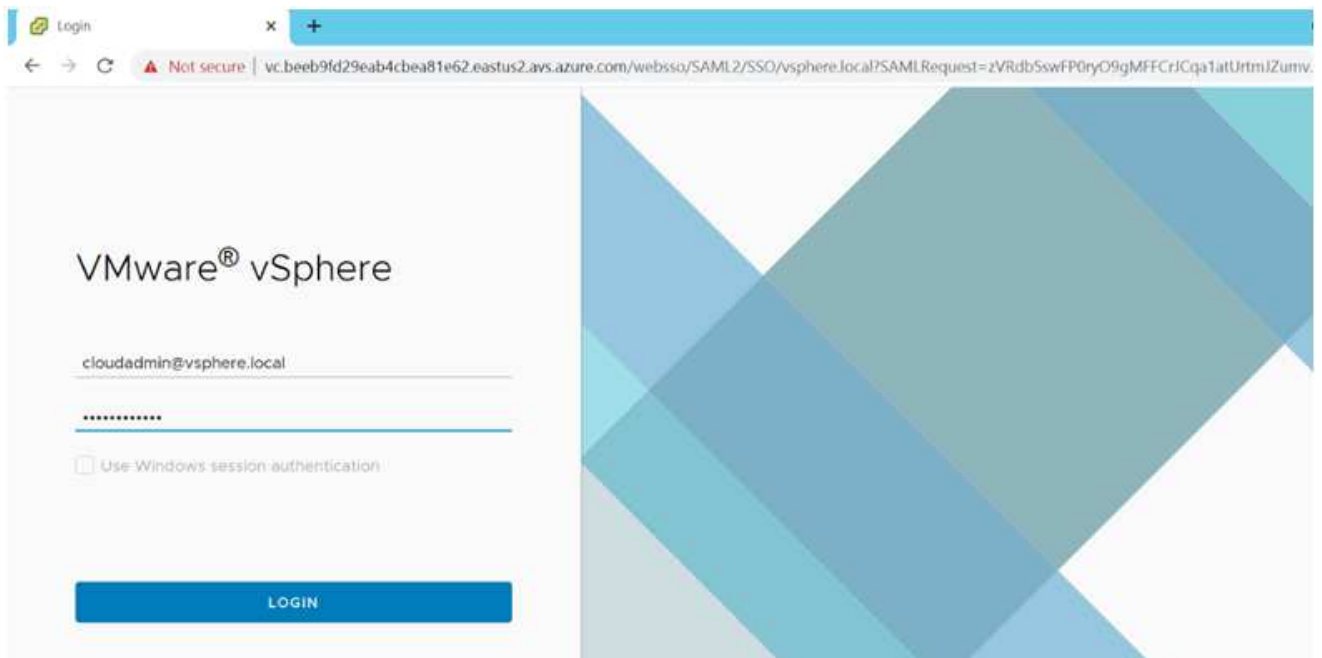 Login
Not secure | vc.beeb9fd29eab4cbea81e62.eastus2.avs.azure.com/websso/SAML2/SSO/vsphere.local?SAMLRequest=zVRdb5swFP0ryO9gMFFCrJCqa1atUrtmJZumv.
VMware® vSphere
cloudadmin@vsphere.local
Use Windows session authentication
LOGIN